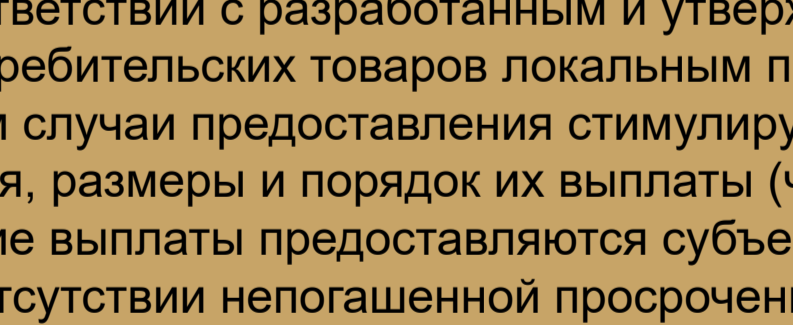 тветствии с разработанным и утверж
ребительских товаров локальным п
и случаи предоставления стимулиру
я, размеры и порядок их выплаты (ч
ие выплаты предоставляются субъе
тсутствии непогашенной просрочен